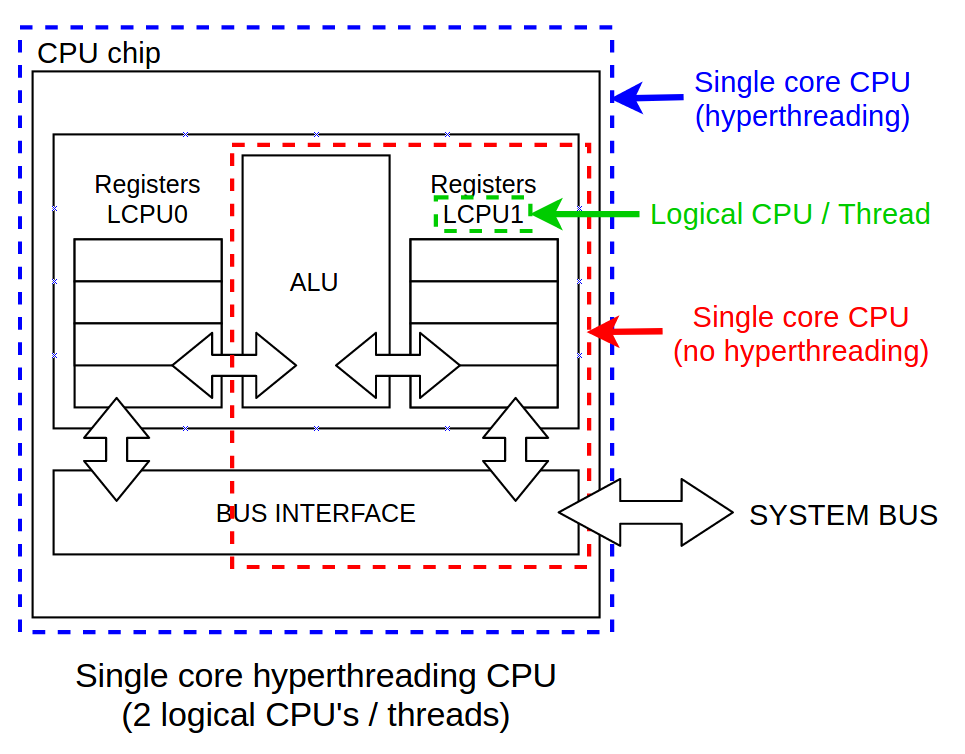 CPU chip
Single core CPU
(hyperthreading)
Registers
LCPU0
Registers
LCPU1
Logical CPU / Thread
ALU
Single core CPU
(no hyperthreading)
BUS INTERFACE
SYSTEM BUS
Single core hyperthreading CPU
(2 logical CPU's / threads)